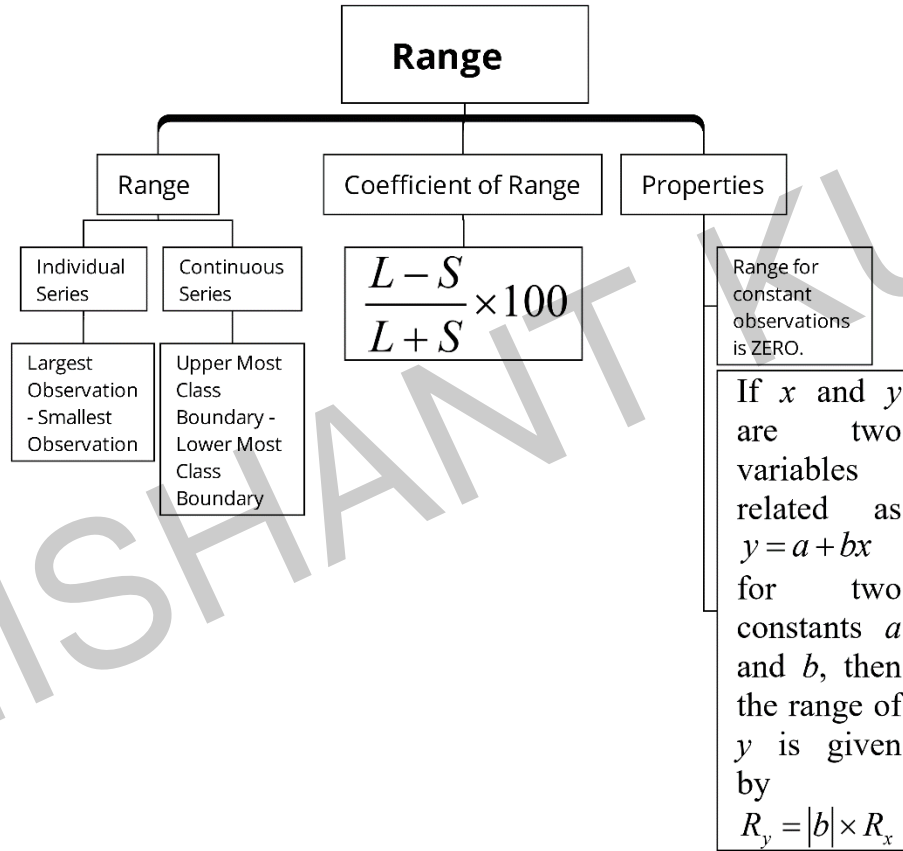 Range
Range
Individual
Series
Largest
Observation
- Smallest
Observation
Continuous
Series
Upper Most
Class
Boundary -
Lower Most
Class
Boundary
Coefficient of Range
L − S
L + S
× 100
Properties
Range for
constant
observations
is ZERO.
If x and y
are two
variables
related as
y = a + bx
for two
constants a
and b, then
the range of
y is given
by
R_y = |b| × R_x
ISHANT KU